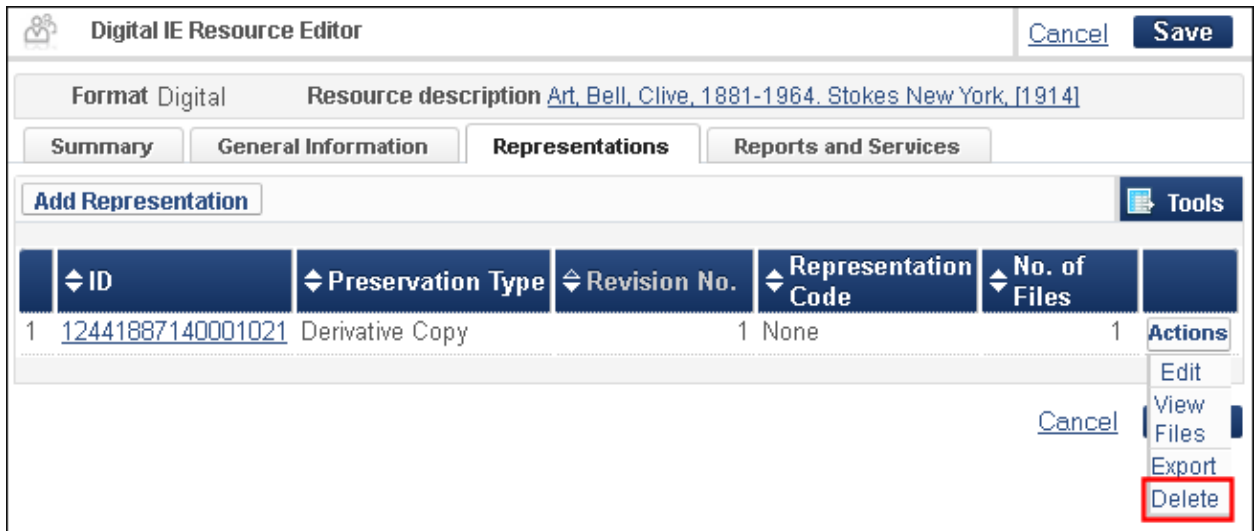 Digital IE Resource Editor Cancel Save
Format Digital Resource description Art, Bell, Clive, 1881-1964. Stokes New York, [1914]
Summary General Information Representations Reports and Services
Add Representation Tools
ID Preservation Type Revision No. Representation Code No. of Files
1 12441887140001021 Derivative Copy 1 None 1 Actions
Edit
View
Files
Cancel
Export
Delete